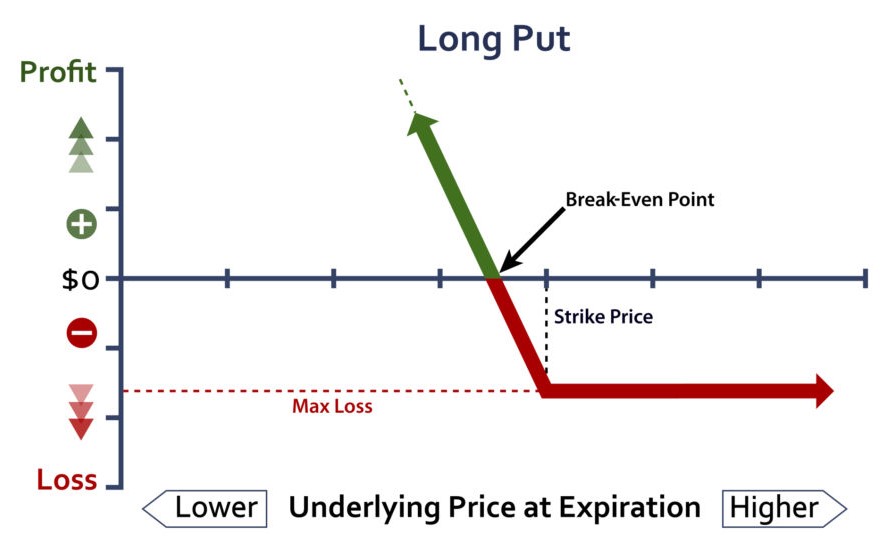 Long Put
Profit
Break-Even Point
$0
Strike Price
Max Loss
Loss
Lower
Underlying Price at Expiration
Higher